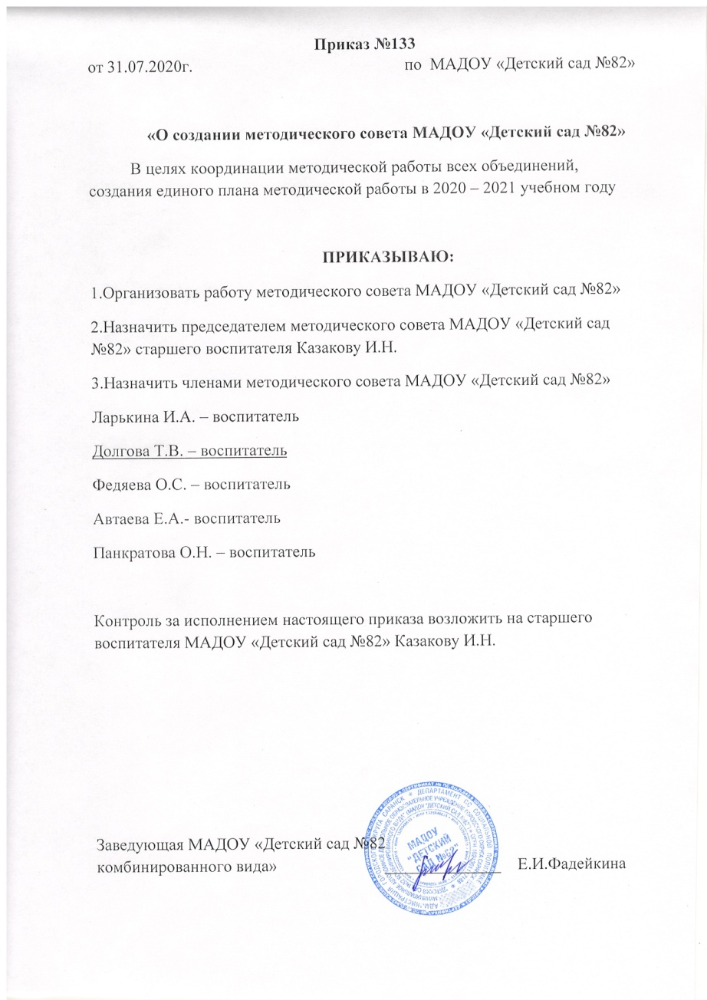 Приказ №133
от 31.07.2020г. по МАДОУ «Детский сад №82»
«О создании методического совета МАДОУ «Детский сад №82»
В целях координации методической работы всех объединений,
создания единого плана методической работы в 2020 – 2021 учебном году
ПРИКАЗЫВАЮ:
1.Организовать работу методического совета МАДОУ «Детский сад №82»
2.Назначить председателем методического совета МАДОУ «Детский сад
№82» старшего воспитателя Казакову И.Н.
3.Назначить членами методического совета МАДОУ «Детский сад №82»
Ларькина И.А. – воспитатель
Долгова Т.В. – воспитатель
Федяева О.С. – воспитатель
Автаева Е.А.- воспитатель
Панкратова О.Н. – воспитатель
Контроль за исполнением настоящего приказа возложить на старшего
воспитателя МАДОУ «Детский сад №82» Казакову И.Н.
Заведующая МАДОУ «Детский сад №82
комбинированного вида» Е.И.Фадейкина
МАДОУ
"ДЕТСКИЙ
САД №82"